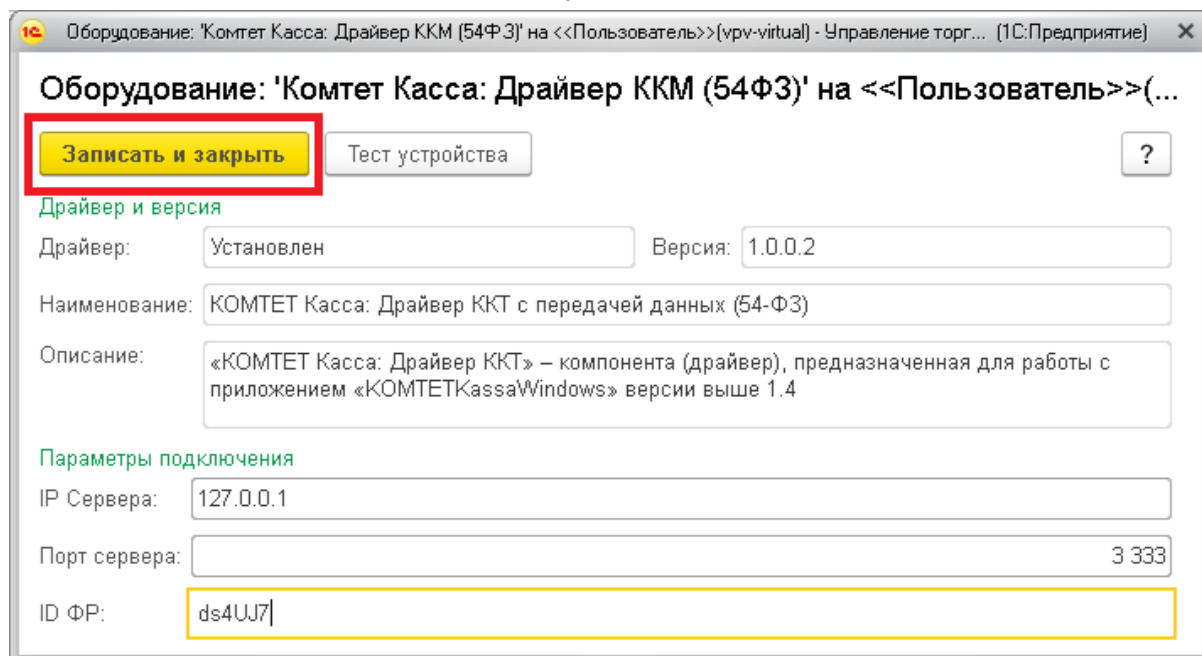 1С Оборудование: 'Комтет Касса: Драйвер ККМ (54ФЗ)' на <<Пользователь>>(vpv-virtual) - Управление торг... (1С:Предприятие)
Оборудование: 'Комтет Касса: Драйвер ККМ (54ФЗ)' на <<Пользователь>>(...
Записать и закрыть Тест устройства ?
Драйвер и версия
Драйвер: Установлен Версия: 1.0.0.2
Наименование: КОМТЕТ Касса: Драйвер ККТ с передачей данных (54-ФЗ)
Описание: «КОМТЕТ Касса: Драйвер ККТ» – компонента (драйвер), предназначенная для работы с
приложением «KOMTETKassaWindows» версии выше 1.4
Параметры подключения
IP Сервера: 127.0.0.1
Порт сервера: 3 333
ID ФР: ds4UJ7